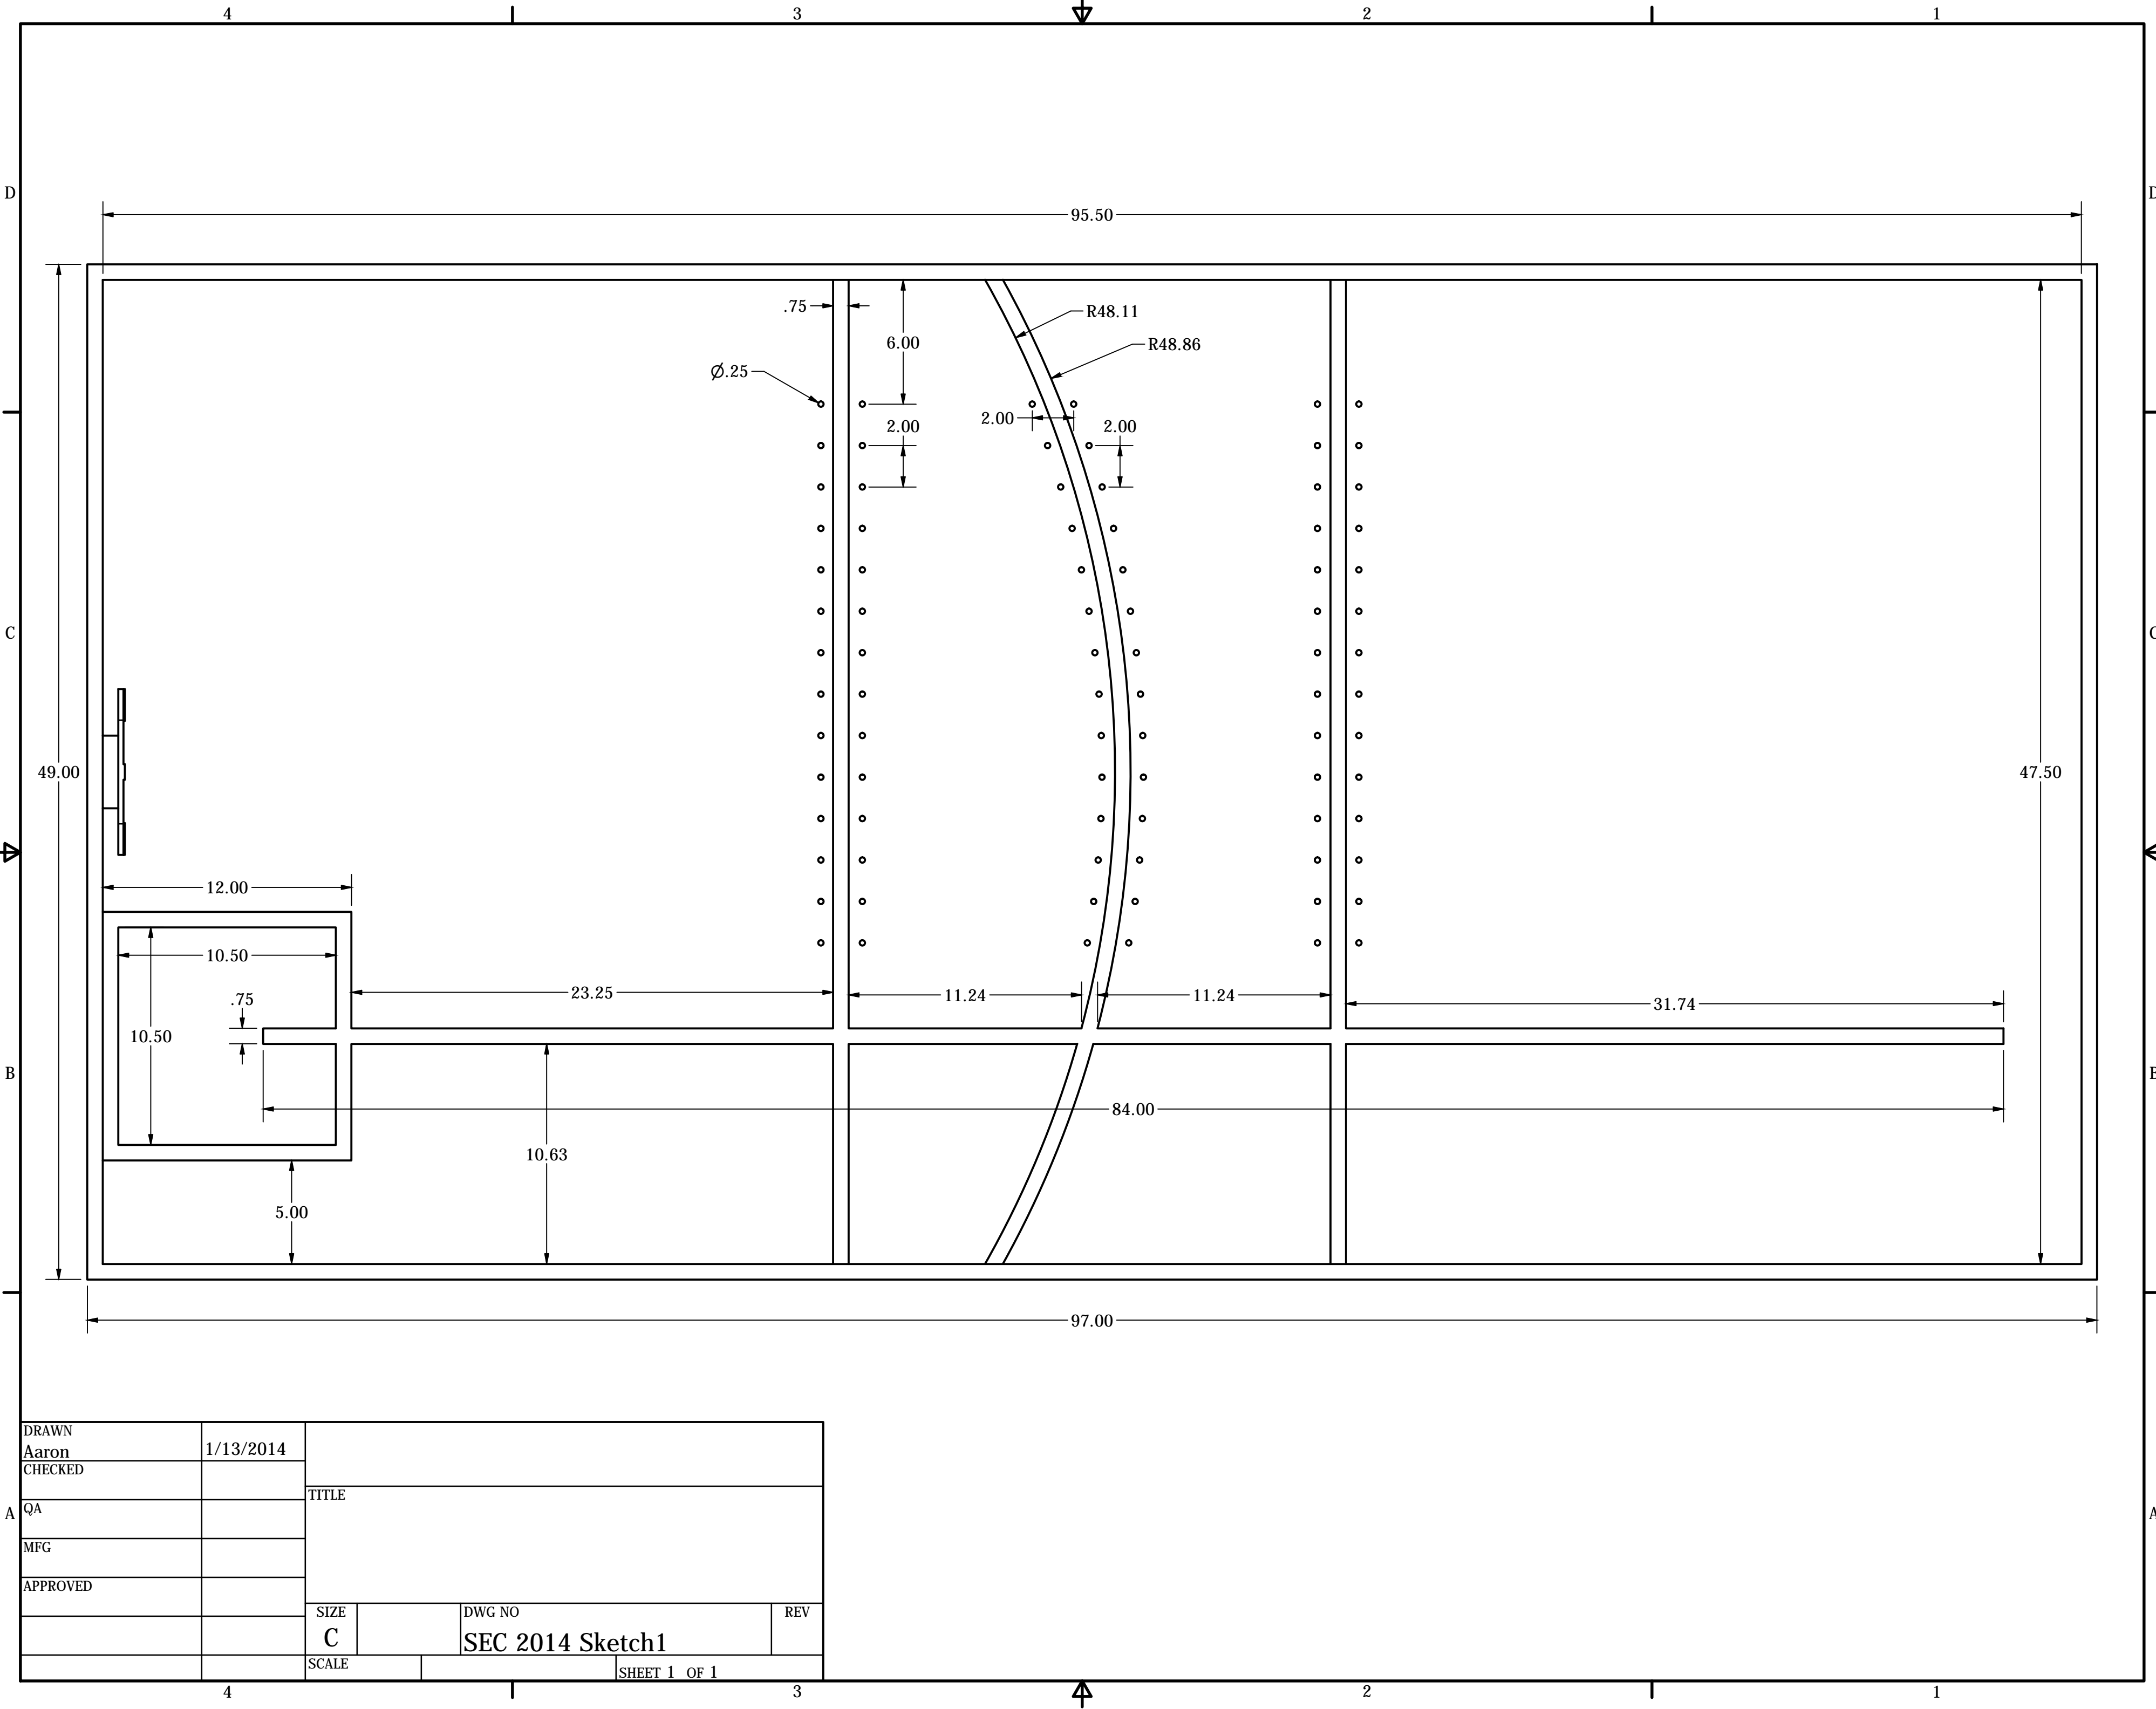 4 3 2 1
D D
95.50
.75
R48.11
6.00
R48.86
Ø.25
2.00
2.00 2.00
C C
49.00 47.50
12.00
10.50
23.25
.75
11.24 11.24
31.74
10.50
B B
84.00
10.63
5.00
97.00
DRAWN
Aaron 1/13/2014
CHECKED
TITLE
A QA A
MFG
APPROVED
SIZE DWG NO REV
C SEC 2014 Sketch1
SCALE
SHEET 1 OF 1
4 3 2 1